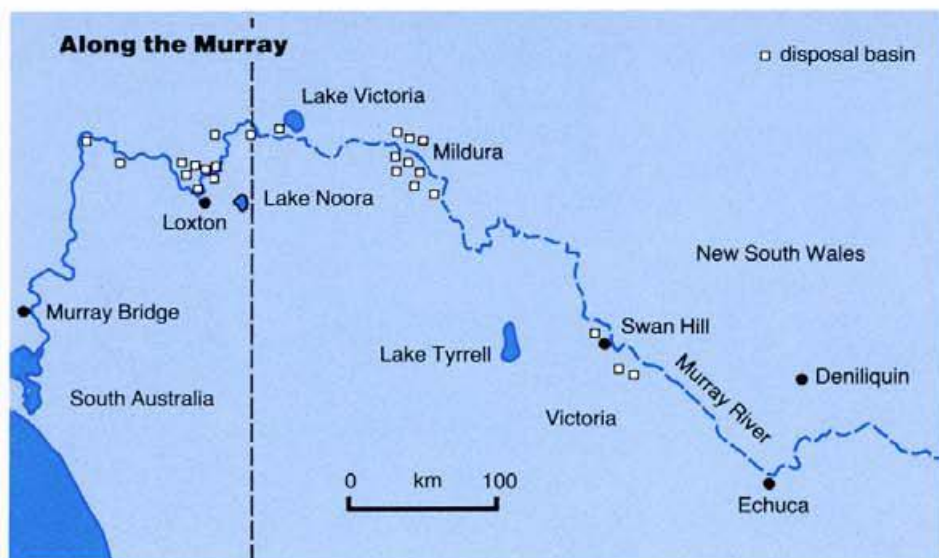 Along the Murray
disposal basin
Lake Victoria
Mildura
Lake Noora
Loxton
New South Wales
Murray Bridge
Swan Hill
Lake Tyrrell
Murray River
Deniliquin
South Australia
Victoria
0 km 100
Echuca